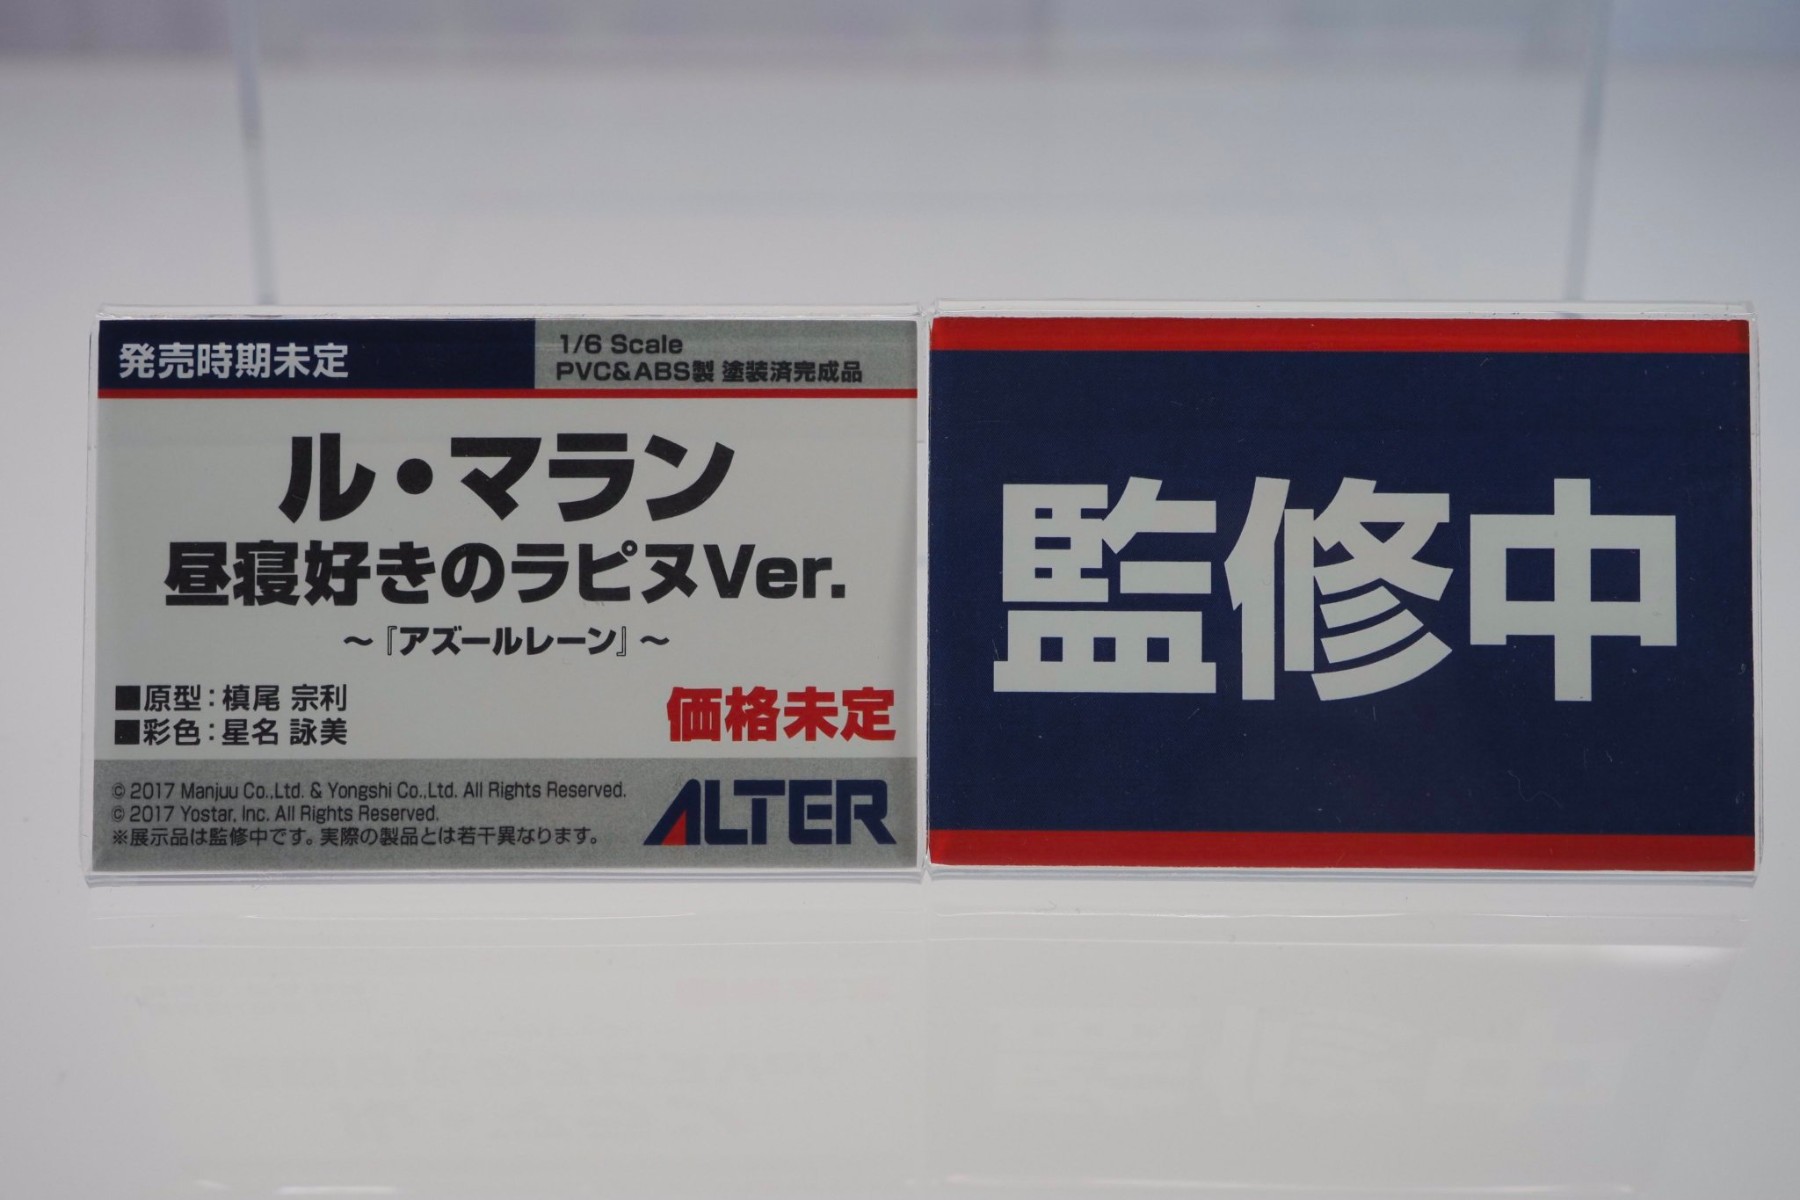 発売時期未定
1/6 Scale
PVC&ABS製 塗装済完成品
ル・マラン
昼寝好きのラピヌVer.
～『アズールレーン』～
■原型：槙尾 宗利
■彩色：星名 詠美
価格未定
© 2017 Manjuu Co.,Ltd. & Yongshi Co.,Ltd. All Rights Reserved.
© 2017 Yostar, Inc. All Rights Reserved.
※展示品は監修中です。実際の製品とは若干異なります。
ALTER
監修中